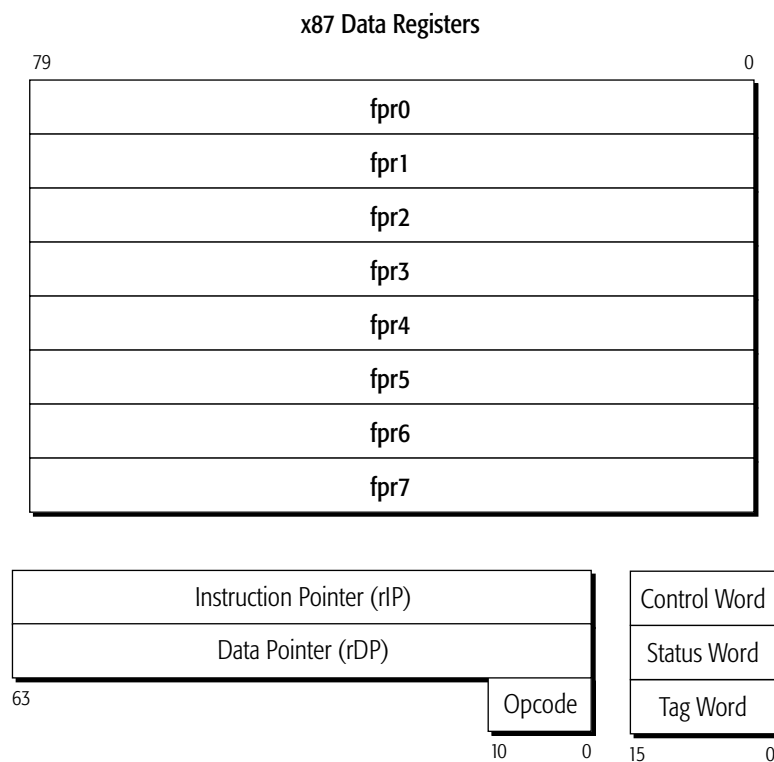 x87 Data Registers
79 0
fpr0
fpr1
fpr2
fpr3
fpr4
fpr5
fpr6
fpr7
Instruction Pointer (rIP) Control Word
Data Pointer (rDP) Status Word
63 Opcode Tag Word
10 0 15 0